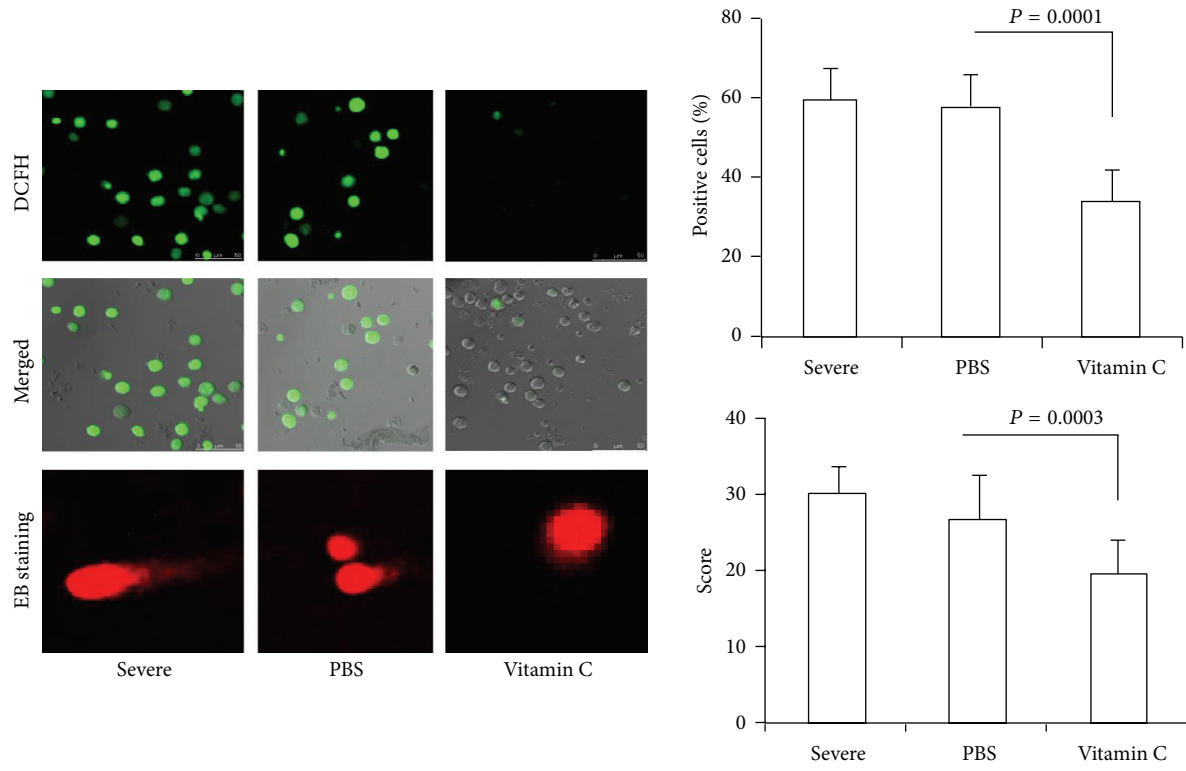 DCFH
Merged
EB staining
Severe
PBS
Vitamin C
80
60
40
20
0
Positive cells (%)
P = 0.0001
Severe
PBS
Vitamin C
40
30
20
10
0
Score
P = 0.0003
Severe
PBS
Vitamin C